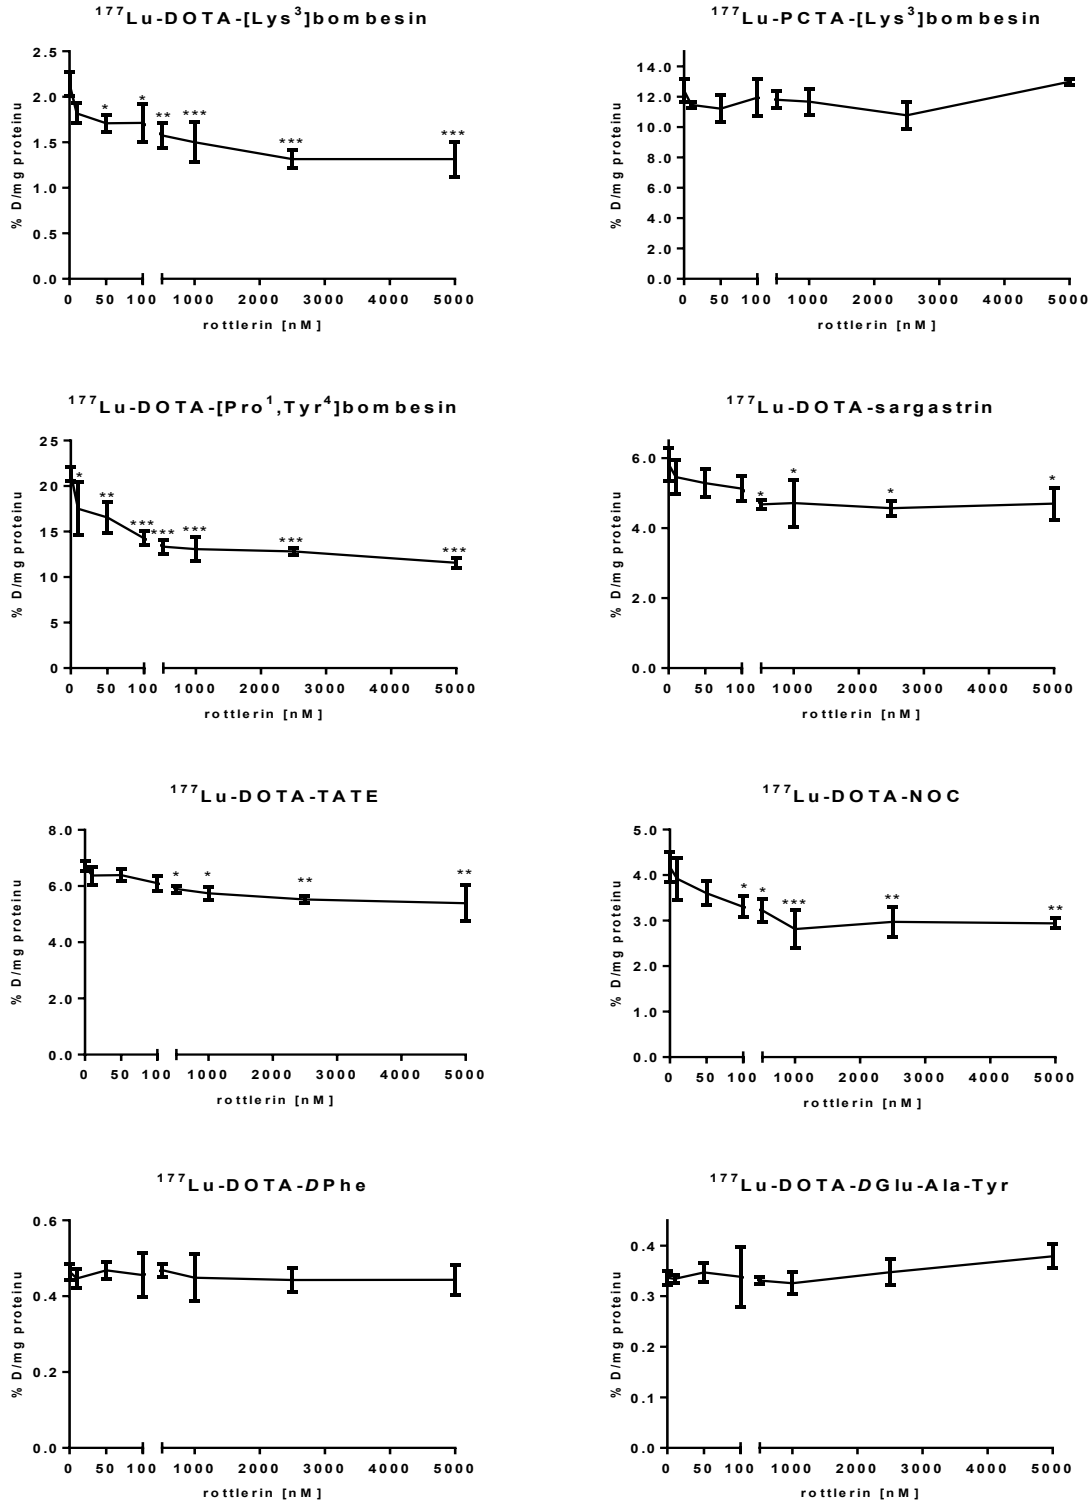 ¹⁷⁷Lu-DOTA-[Lys³]bombesin
2.5
2.0
1.5
1.0
0.5
0.0
% D/mg proteinu
* * ** *** *** ***
0 50 100 1000 2000 3000 4000 5000
rottlerin [nM]
¹⁷⁷Lu-PCTA-[Lys³]bombesin
14.0
12.0
10.0
8.0
6.0
4.0
2.0
0.0
% D/mg proteinu
0 50 100 1000 2000 3000 4000 5000
rottlerin [nM]
¹⁷⁷Lu-DOTA-[Pro¹,Tyr⁴]bombesin
25
20
15
10
5
0
% D/mg proteinu
* ** *** *** *** *** ***
0 50 100 1000 2000 3000 4000 5000
rottlerin [nM]
¹⁷⁷Lu-DOTA-sargastrin
6.0
4.0
2.0
0.0
% D/mg proteinu
* * * *
0 50 100 1000 2000 3000 4000 5000
rottlerin [nM]
¹⁷⁷Lu-DOTA-TATE
8.0
6.0
4.0
2.0
0.0
% D/mg proteinu
* * ** **
0 50 100 1000 2000 3000 4000 5000
rottlerin [nM]
¹⁷⁷Lu-DOTA-NOC
5.0
4.0
3.0
2.0
1.0
0.0
% D/mg proteinu
* * *** ** **
0 50 100 1000 2000 3000 4000 5000
rottlerin [nM]
¹⁷⁷Lu-DOTA-DPhe
0.6
0.4
0.2
0.0
% D/mg proteinu
0 50 100 1000 2000 3000 4000 5000
rottlerin [nM]
¹⁷⁷Lu-DOTA-DGlu-Ala-Tyr
0.4
0.3
0.2
0.1
0.0
% D/mg proteinu
0 50 100 1000 2000 3000 4000 5000
rottlerin [nM]